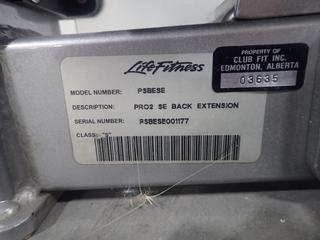 LifeFitness
PROPERTY OF
CLUB FIT INC.
EDMONTON, ALBERTA
03635
MODEL NUMBER: PSBESE
DESCRIPTION: PRO2 SE BACK EXTENSION
SERIAL NUMBER: PSBESE001177
CLASS: "S"